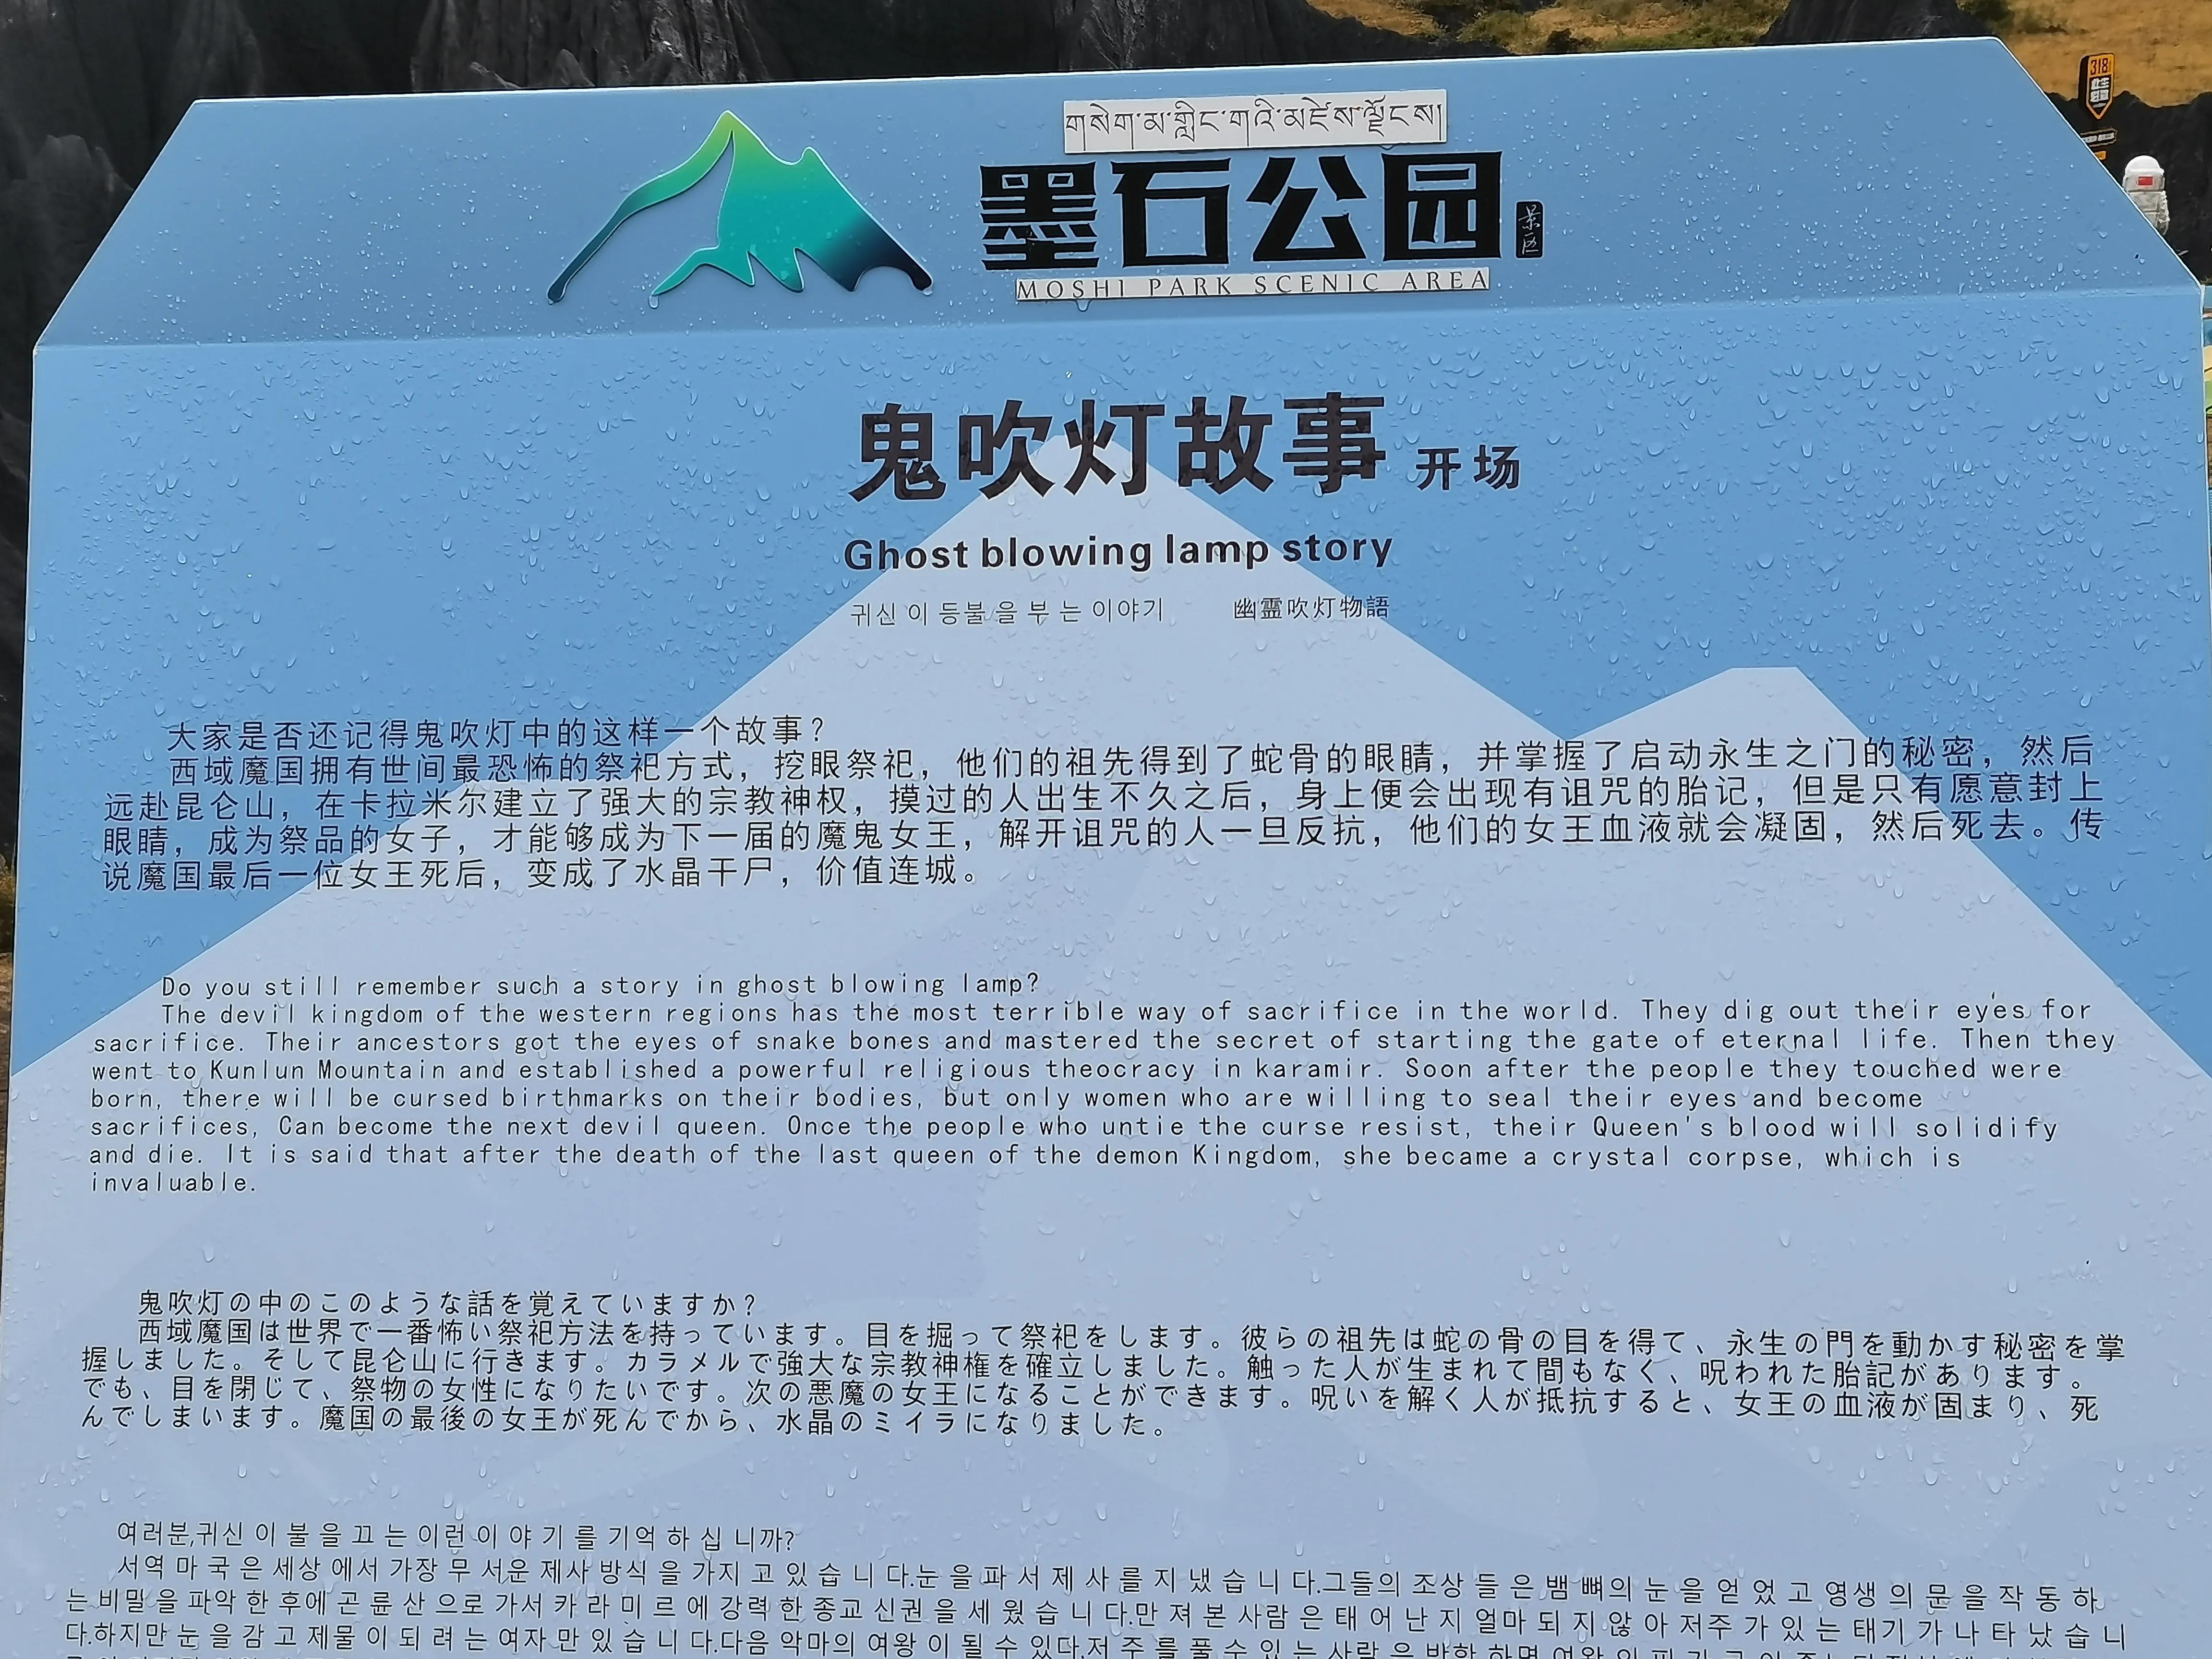 གསེག་མ་གླིང་གའི་མཛེས་ལྗོངས།
墨石公园 景区
MOSHI PARK SCENIC AREA
318
此生
必驾
鬼吹灯故事 开场
Ghost blowing lamp story
귀신 이 등불 을 부 는 이야기 幽靈吹灯物語
大家是否还记得鬼吹灯中的这样一个故事？
西域魔国拥有世间最恐怖的祭祀方式，挖眼祭祀，他们的祖先得到了蛇骨的眼睛，并掌握了启动永生之门的秘密，然后
远赴昆仑山，在卡拉米尔建立了强大的宗教神权，摸过的人出生不久之后，身上便会出现有诅咒的胎记，但是只有愿意封上
眼睛，成为祭品的女子，才能够成为下一届的魔鬼女王，解开诅咒的人一旦反抗，他们的女王血液就会凝固，然后死去。传
说魔国最后一位女王死后，变成了水晶干尸，价值连城。
Do you still remember such a story in ghost blowing lamp?
The devil kingdom of the western regions has the most terrible way of sacrifice in the world. They dig out their eyes for
sacrifice. Their ancestors got the eyes of snake bones and mastered the secret of starting the gate of eternal life. Then they
went to Kunlun Mountain and established a powerful religious theocracy in karamir. Soon after the people they touched were
born, there will be cursed birthmarks on their bodies, but only women who are willing to seal their eyes and become
sacrifices, Can become the next devil queen. Once the people who untie the curse resist, their Queen's blood will solidify
and die. It is said that after the death of the last queen of the demon Kingdom, she became a crystal corpse, which is
invaluable.
鬼吹灯の中のこのような話を覚えていますか？
西域魔国は世界で一番怖い祭祀方法を持っています。目を掘って祭祀をします。彼らの祖先は蛇の骨の目を得て、永生の門を動かす秘密を掌
握しました。そして昆仑山に行きます。カラメルで強大な宗教神権を確立しました。触った人が生まれて間もなく、呪われた胎記があります。
でも、目を閉じて、祭物の女性になりたいです。次の悪魔の女王になることができます。呪いを解く人が抵抗すると、女王の血液が固まり、死
んでしまいます。魔国の最後の女王が死んでから、水晶のミイラになりました。
여러분,귀신 이 불 을 끄 는 이런 이 야 기 를 기억 하 십 니까?
서역 마 국 은 세상 에서 가장 무 서운 제사 방식 을 가지 고 있 습 니 다.눈 을 파 서 제 사 를 지 냈 습 니 다.그들의 조상 들 은 뱀 뼈의 눈 을 얻 었 고 영생 의 문 을 작 동 하
는 비밀 을 파악 한 후에 곤 륜 산 으로 가서 캬 라 미 르 에 강력 한 종교 신권 을 세 웠 습 니 다.만 져 본 사람 은 태 어 난 지 얼마 되 지 않 아 저주 가 있 는 태기 가 나 타 났 습 니
다.하지만 눈 을 감 고 제물 이 되 려 는 여자 만 있 습 니 다.다음 악마의 여왕 이 될 수 있다.저 주 를 풀 수 있 는 사람 은 반항 하면 여왕